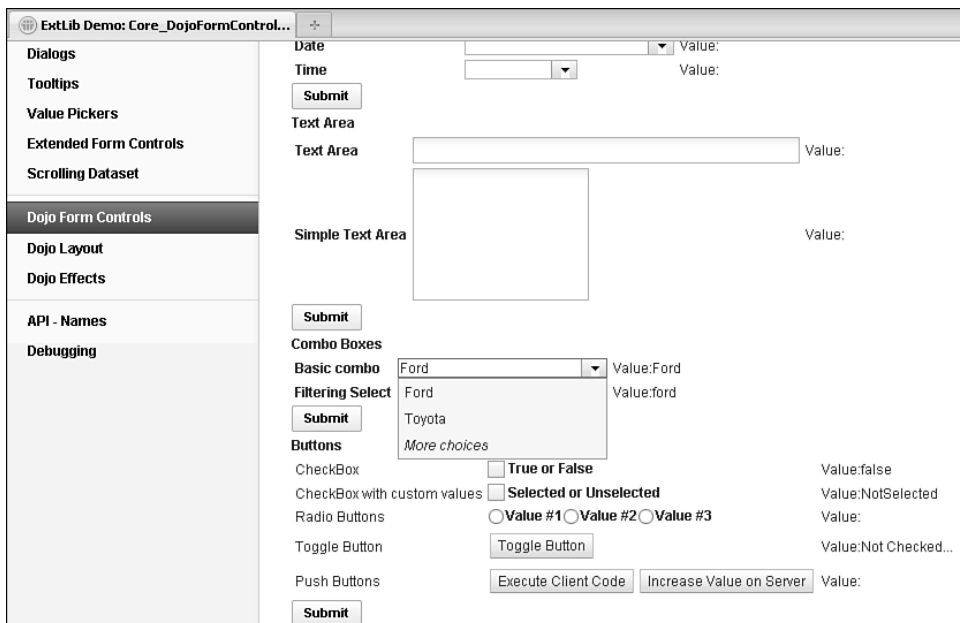 ExtLib Demo: Core_DojoFormControl...
Dialogs
Tooltips
Value Pickers
Extended Form Controls
Scrolling Dataset
Dojo Form Controls
Dojo Layout
Dojo Effects
API - Names
Debugging
Date Value:
Time Value:
Submit
Text Area
Text Area Value:
Simple Text Area Value:
Submit
Combo Boxes
Basic combo Ford Value:Ford
Filtering Select Ford Value:ford
Submit Toyota
More choices
Buttons
CheckBox True or False Value:false
CheckBox with custom values Selected or Unselected Value:NotSelected
Radio Buttons Value #1 Value #2 Value #3 Value:
Toggle Button Toggle Button Value:Not Checked...
Push Buttons Execute Client Code Increase Value on Server Value:
Submit